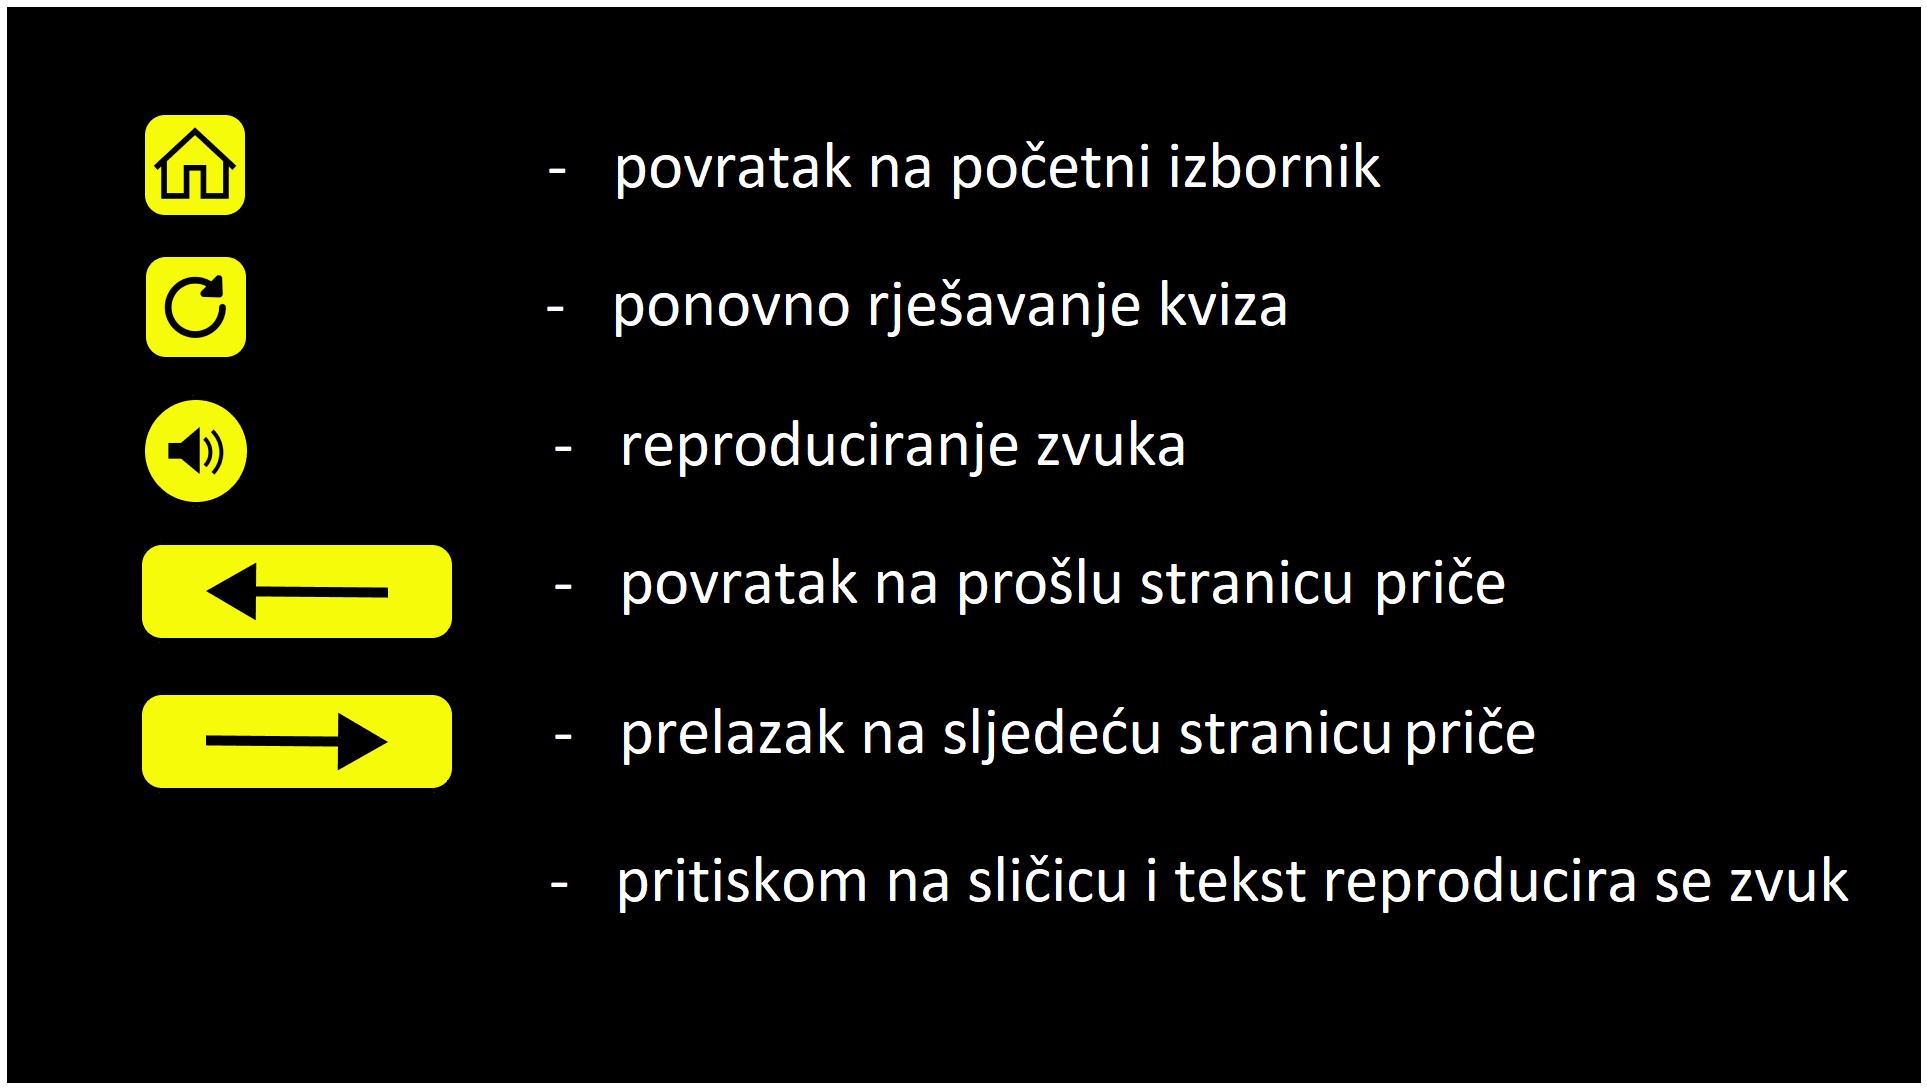 - povratak na početni izbornik
- ponovno rješavanje kviza
- reproduciranje zvuka
- povratak na prošlu stranicu priče
- prelazak na sljedeću stranicu priče
- pritiskom na sličicu i tekst reproducira se zvuk